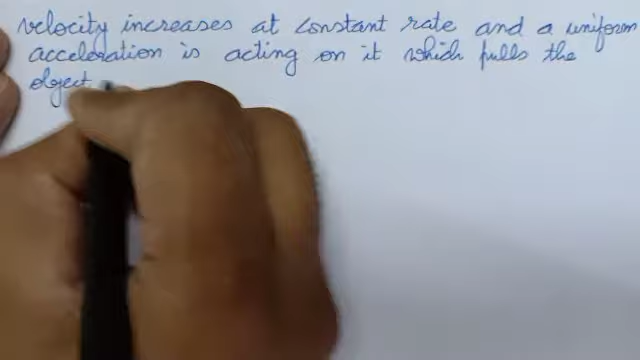 velocity increases at constant rate and a uniform
acceleration is acting on it which pulls the
object